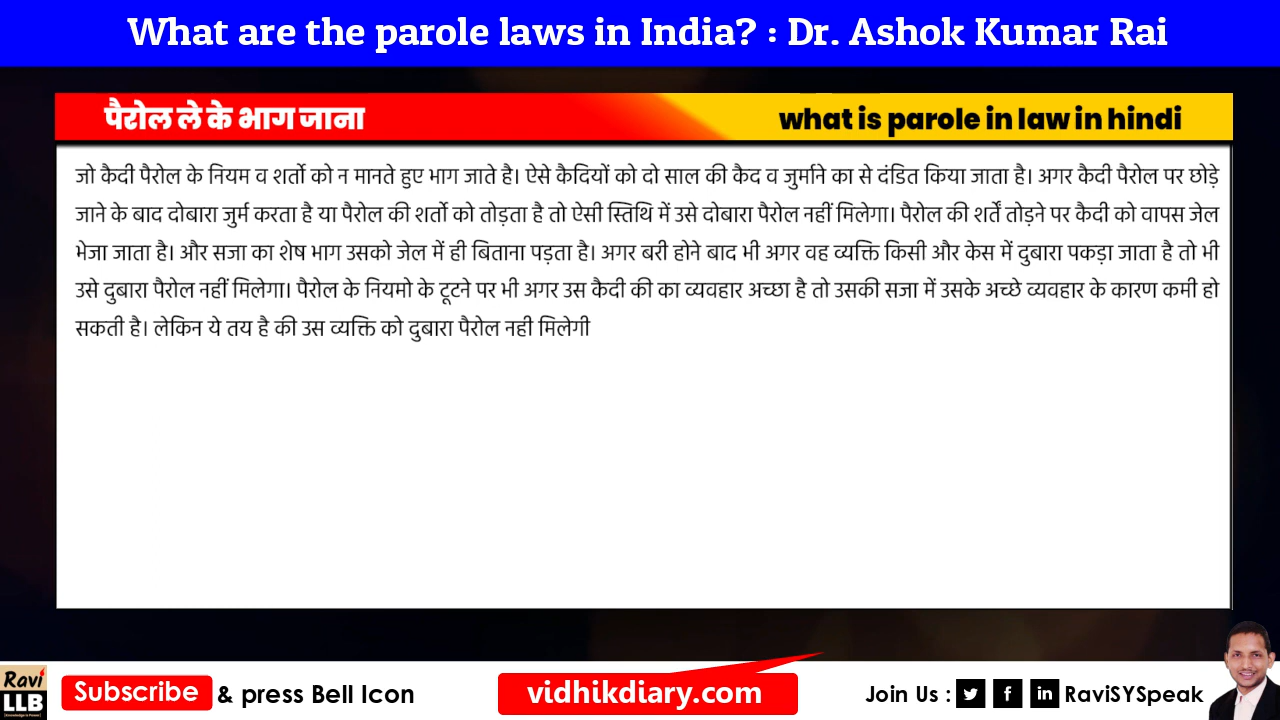 What are the parole laws in India? : Dr. Ashok Kumar Rai
पैरोल ले के भाग जाना
what is parole in law in hindi
जो कैदी पैरोल के नियम व शर्तो को न मानते हुए भाग जाते है। ऐसे कैदियों को दो साल की कैद व जुर्माने का से दंडित किया जाता है। अगर कैदी पैरोल पर छोड़े
जाने के बाद दोबारा जुर्म करता है या पैरोल की शर्तो को तोड़ता है तो ऐसी स्तिथि में उसे दोबारा पैरोल नहीं मिलेगा। पैरोल की शर्तें तोड़ने पर कैदी को वापस जेल
भेजा जाता है। और सजा का शेष भाग उसको जेल में ही बिताना पड़ता है। अगर बरी होने बाद भी अगर वह व्यक्ति किसी और केस में दुबारा पकड़ा जाता है तो भी
उसे दुबारा पैरोल नहीं मिलेगा। पैरोल के नियमो के टूटने पर भी अगर उस कैदी की का व्यवहार अच्छा है तो उसकी सजा में उसके अच्छे व्यवहार के कारण कमी हो
सकती है। लेकिन ये तय है की उस व्यक्ति को दुबारा पैरोल नही मिलेगी
Ravi
LLB
Subscribe & press Bell Icon
vidhikdiary.com
Join Us : RaviSYSpeak